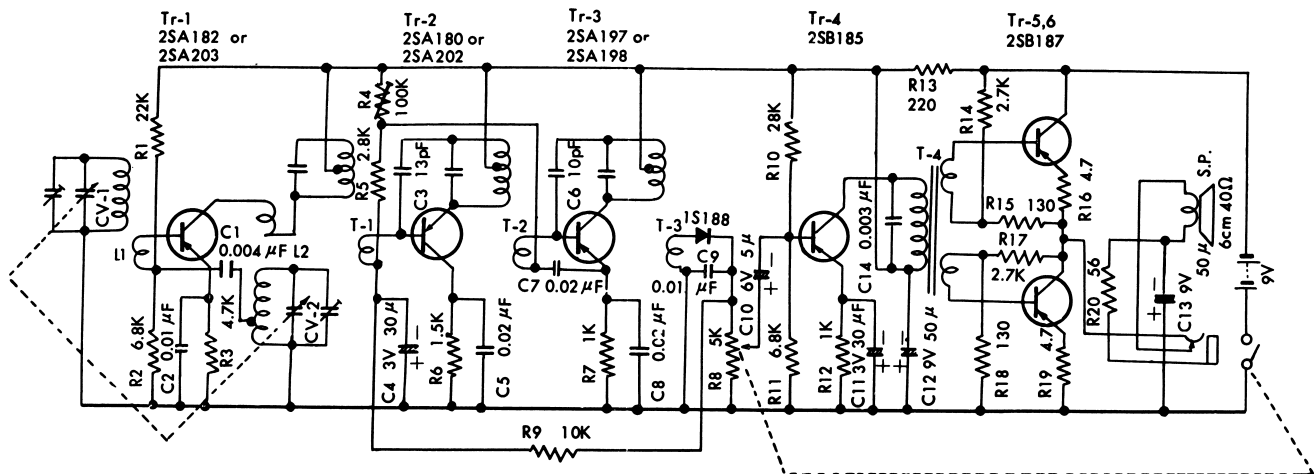 Tr-1
2SA182 or
2SA203
Tr-2
2SA180 or
2SA202
Tr-3
2SA197 or
2SA198
Tr-4
2SB185
Tr-5,6
2SB187
R1 22K
CV-1
L1
C1
0.004 µF
L2
CV-2
R2 6.8K
C2 0.01 µF
4.7K
R3
R4
100K
R5 2.8K
C3 13pF
T-1
C4 3V 30 µ
− +
R6 1.5K
C5 0.02 µF
C6 10pF
T-2
C7 0.02 µF
R7 1K
C8 0.02 µF
R9 10K
T-3
1S188
C9
0.01 µF
R8 5K
C10 6V 5 µ
− +
R10 28K
R11 6.8K
R12 1K
C11 3V 30 µF
− +
C12 9V 50 µ
− +
C14 0.003 µF
R13
220
R14 2.7K
T-4
R15 130
R16 4.7
R17
2.7K
R18 130
R19 4.7
R20 56
C13 9V 50 µ
− +
S.P.
6cm 40Ω
9V